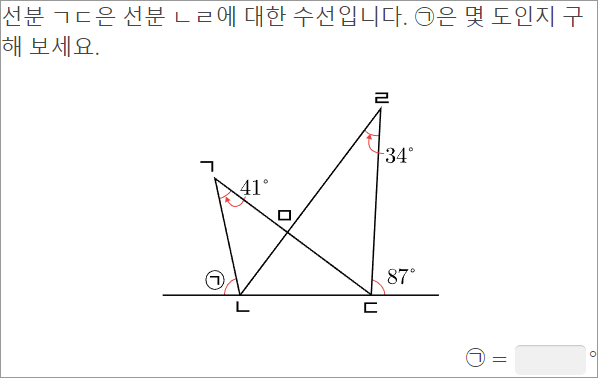 선분 ㄱㄷ은 선분 ㄴㄹ에 대한 수선입니다. ㉠은 몇 도인지 구
해 보세요.
ㄹ
34°
ㄱ
41°
ㅁ
㉠
87°
ㄴ
ㄷ
㉠ = °